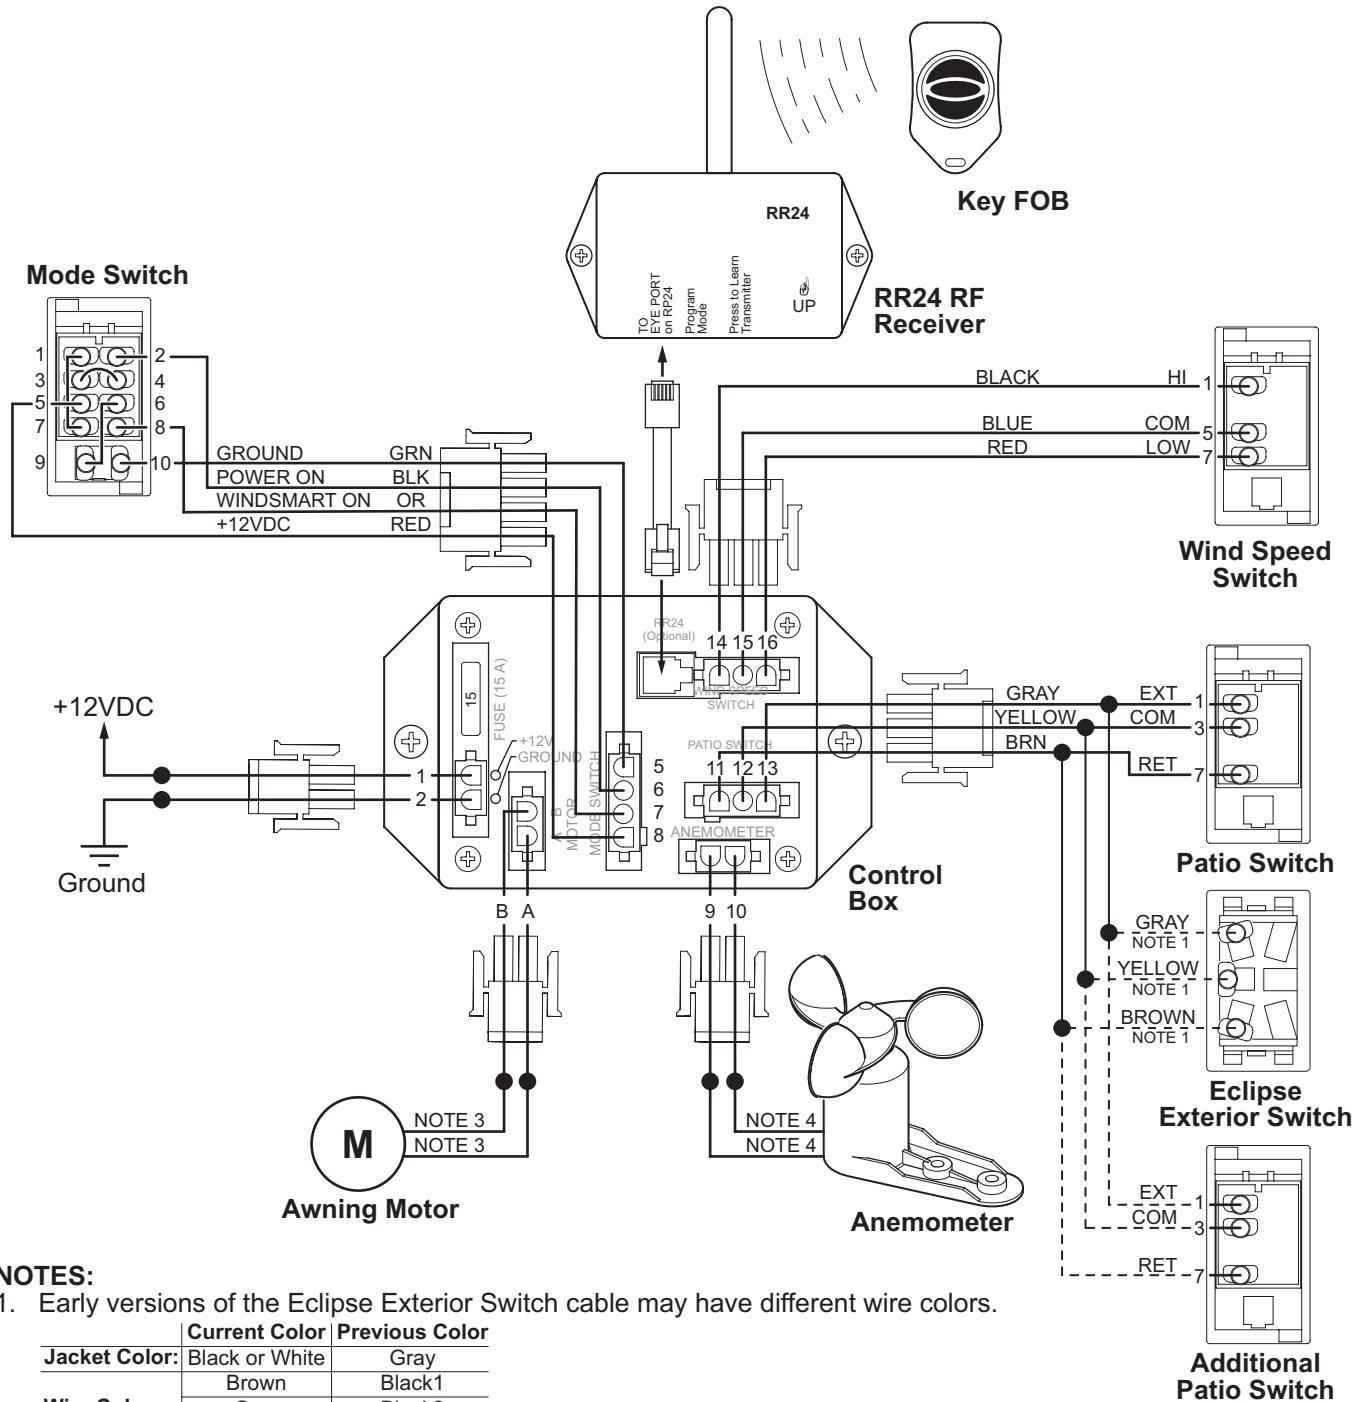 RR24
Key FOB
TO
EYE PORT
on RP24
Program
Mode
Press to Learn
Transmitter
UP
RR24 RF
Receiver
Mode Switch
1 2
3 4
5 6
7 8
9 10
GROUND GRN
POWER ON BLK
WINDSMART ON OR
+12VDC RED
BLACK HI 1
BLUE COM 5
RED LOW 7
Wind Speed
Switch
RR24
(Optional)
14 15 16
WIND SPEED
SWITCH
15
FUSE (15 A)
+12V
GROUND
+12VDC
1
2
Ground
A B
MOTOR
MODE SWITCH
5
6
7
8
PATIO SWITCH
11 12 13
ANEMOMETER
Control
Box
GRAY EXT 1
YELLOW COM 3
BRN RET 7
Patio Switch
B A
9 10
GRAY
NOTE 1
YELLOW
NOTE 1
BROWN
NOTE 1
Eclipse
Exterior Switch
M
NOTE 3
NOTE 3
Awning Motor
NOTE 4
NOTE 4
Anemometer
EXT 1
COM 3
RET 7
Additional
Patio Switch
NOTES:
1. Early versions of the Eclipse Exterior Switch cable may have different wire colors.
Current Color Previous Color
Jacket Color: Black or White Gray
Brown Black1